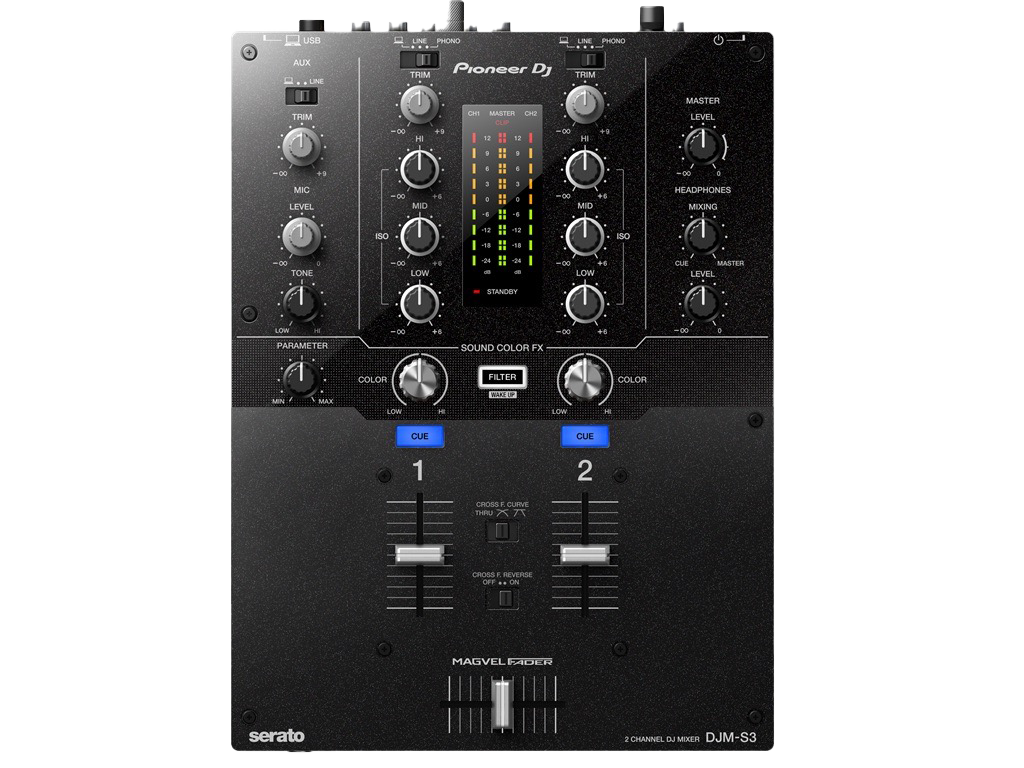 USB
LINE PHONO
LINE PHONO
Pioneer Dj
AUX
LINE
TRIM
-∞ +9
MIC
LEVEL
-∞ 0
TONE
LOW HI
PARAMETER
MIN MAX
TRIM
-∞ +9
HI
-∞ +6
MID
-∞ +6
LOW
-∞ +6
ISO
CH1 MASTER CH2
CLIP
12 12
9 9
6 6
3 3
0 0
-6 -6
-12 -12
-18 -18
-24 -24
dB dB
STANDBY
TRIM
-∞ +9
HI
-∞ +6
MID
-∞ +6
LOW
-∞ +6
ISO
MASTER
LEVEL
-∞ 0
HEADPHONES
MIXING
CUE MASTER
LEVEL
-∞ 0
SOUND COLOR FX
COLOR
LOW HI
FILTER
WAKE UP
COLOR
LOW HI
CUE
CUE
1
2
CROSS F. CURVE
THRU
CROSS F. REVERSE
OFF ON
MAGVEL FADER
serato
2 CHANNEL DJ MIXER DJM-S3